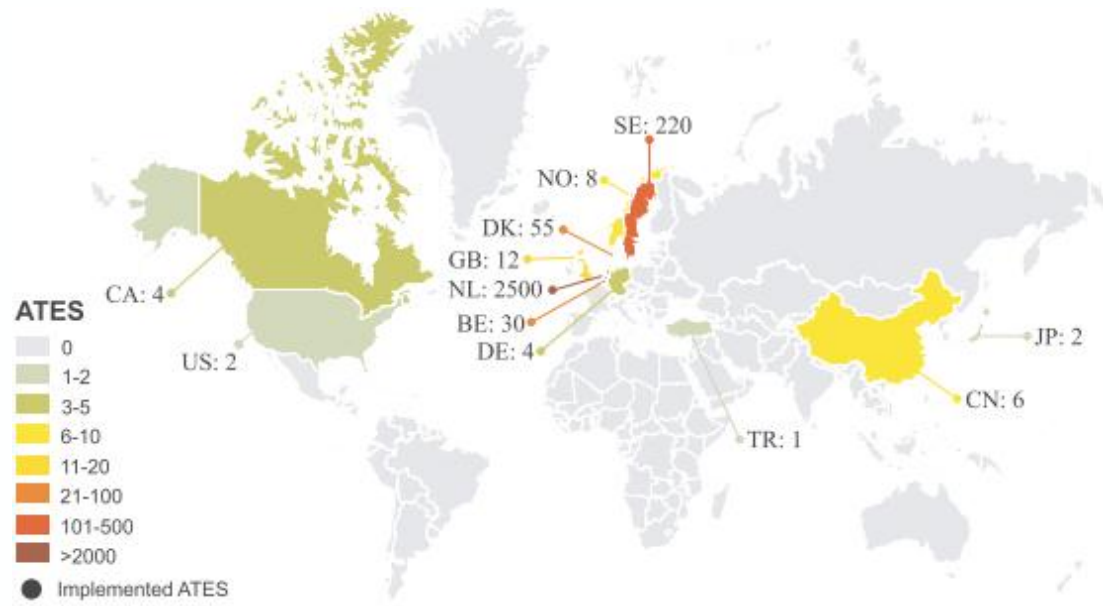 SE: 220
NO: 8
DK: 55
GB: 12
NL: 2500
CA: 4
BE: 30
JP: 2
US: 2
DE: 4
CN: 6
TR: 1
ATES
0
1-2
3-5
6-10
11-20
21-100
101-500
>2000
Implemented ATES